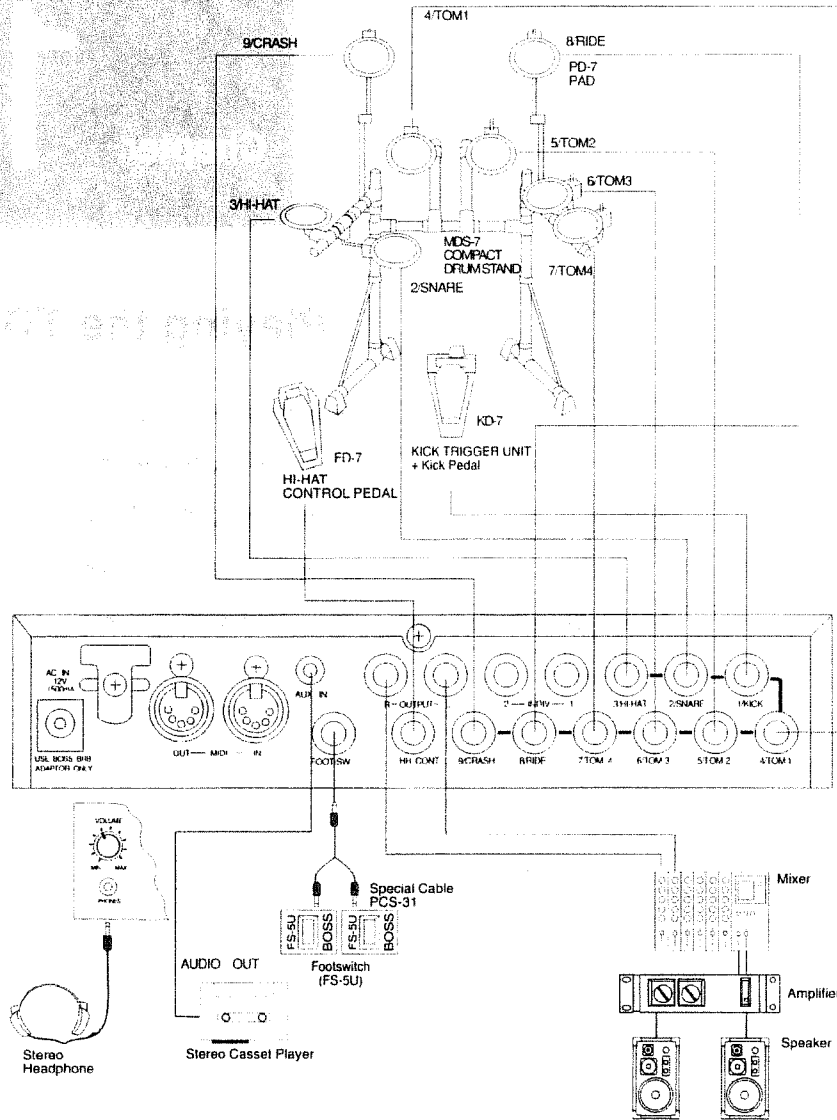 4/TOM1
9/CRASH
8/RIDE
PD-7
PAD
5/TOM2
6/TOM3
3/HI-HAT
MDS-7
COMPACT
DRUM STAND
7/TOM4
2/SNARE
KD-7
FD-7
KICK TRIGGER UNIT
+ Kick Pedal
HI-HAT
CONTROL PEDAL
AC IN
12V
1500mA
AUX IN
R — OUTPUT -
2 — INDIV — 1
3/HI-HAT
2/SNARE
1/KICK
USE BOSS BRB
ADAPTOR ONLY
OUT — MIDI — IN
FOOT SW
HH CONT
9/CRASH
8/RIDE
7/TOM 4
6/TOM 3
5/TOM 2
4/TOM 1
VOLUME
MIN MAX
PHONES
Special Cable
PCS-31
Mixer
FS-5U
BOSS
FS-5U
BOSS
Footswitch
(FS-5U)
AUDIO OUT
Amplifier
Stereo
Headphone
Stereo Casset Player
Speaker